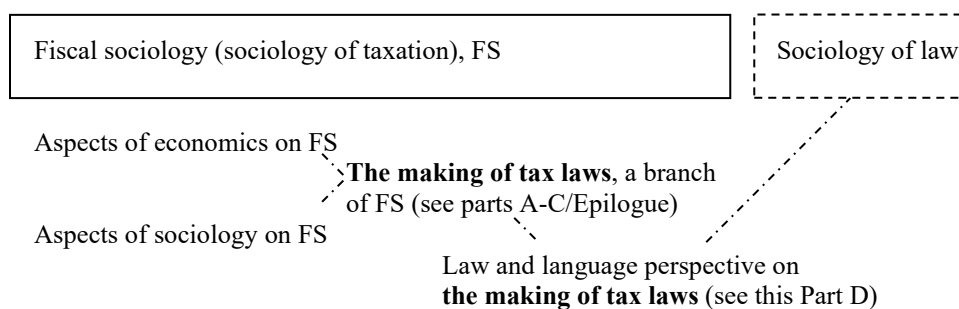 Fiscal sociology (sociology of taxation), FS
Sociology of law
Aspects of economics on FS
The making of tax laws, a branch
of FS (see parts A-C/Epilogue)
Aspects of sociology on FS
Law and language perspective on
the making of tax laws (see this Part D)